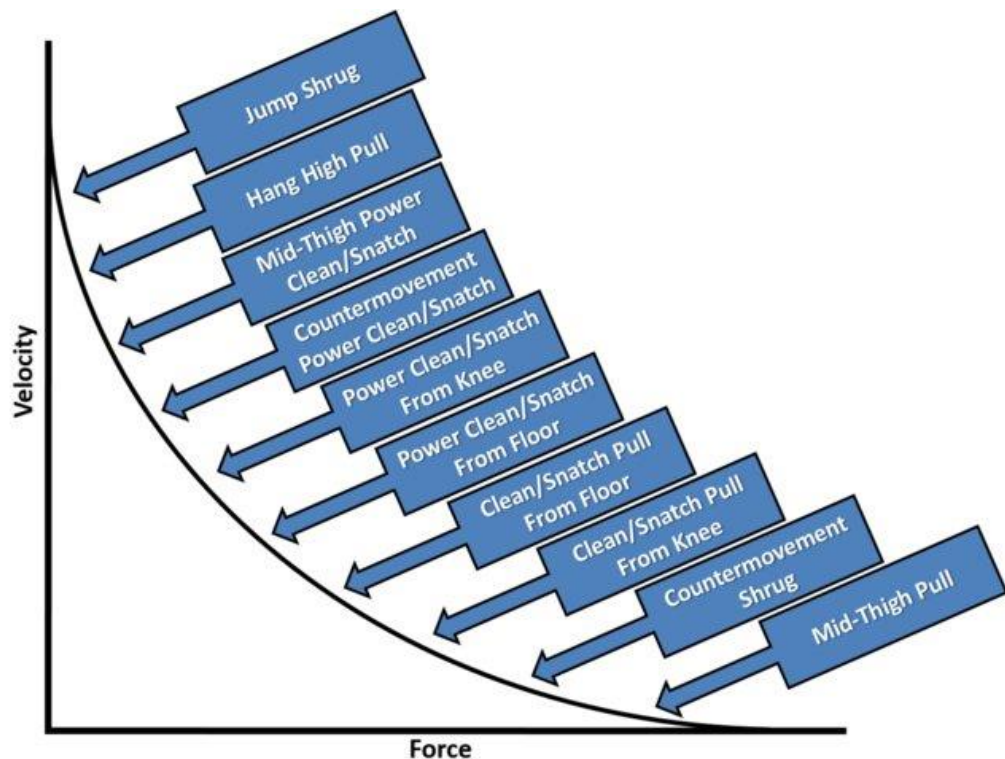 Jump Shrug
Hang High Pull
Mid-Thigh Power
Clean/Snatch
Countermovement
Power Clean/Snatch
Power Clean/Snatch
From Knee
Power Clean/Snatch
From Floor
Clean/Snatch Pull
From Floor
Clean/Snatch Pull
From Knee
Countermovement
Shrug
Mid-Thigh Pull
Velocity
Force